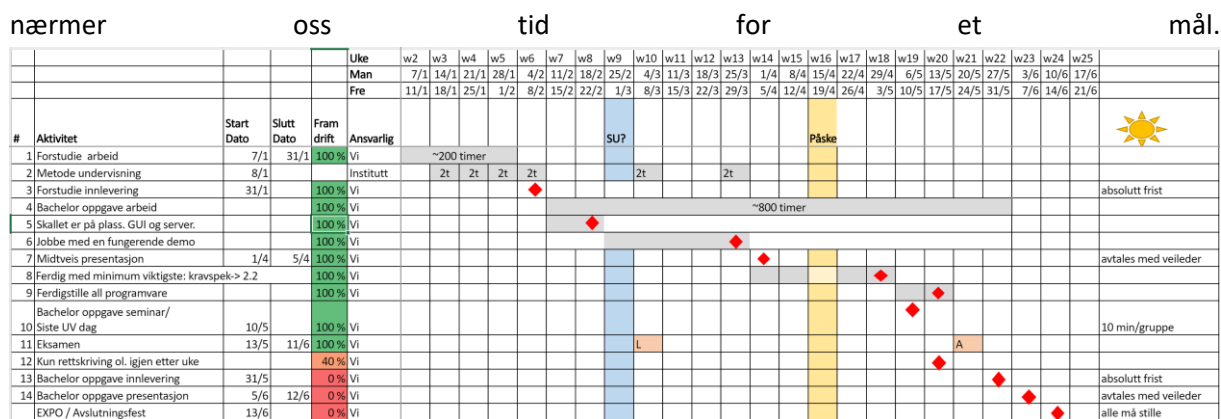 nærmer oss tid for et mål.
Uke w2 w3 w4 w5 w6 w7 w8 w9 w10 w11 w12 w13 w14 w15 w16 w17 w18 w19 w20 w21 w22 w23 w24 w25
Man 7/1 14/1 21/1 28/1 4/2 11/2 18/2 25/2 4/3 11/3 18/3 25/3 1/4 8/4 15/4 22/4 29/4 6/5 13/5 20/5 27/5 3/6 10/6 17/6
Fre 11/1 18/1 25/1 1/2 8/2 15/2 22/2 1/3 8/3 15/3 22/3 29/3 5/4 12/4 19/4 26/4 3/5 10/5 17/5 24/5 31/5 7/6 14/6 21/6
Start Slutt Fram
# Aktivitet Dato Dato drift Ansvarlig SU? Påske
1 Forstudie arbeid 7/1 31/1 100 % Vi ~200 timer
2 Metode undervisning 8/1 Institutt 2t 2t 2t 2t 2t 2t
3 Forstudie innlevering 31/1 100 % Vi absolutt frist
4 Bachelor oppgave arbeid 100 % Vi ~800 timer
5 Skallet er på plass. GUI og server. 100 % Vi
6 Jobbe med en fungerende demo 100 % Vi
7 Midtveis presentasjon 1/4 5/4 100 % Vi avtales med veileder
8 Ferdig med minimum viktigste: kravspek-> 2.2 100 % Vi
9 Ferdigstille all programvare 100 % Vi
Bachelor oppgave seminar/
10 Siste UV dag 10/5 100 % Vi 10 min/gruppe
11 Eksamen 13/5 11/6 100 % Vi L A
12 Kun rettskriving ol. igjen etter uke 40 % Vi
13 Bachelor oppgave innlevering 31/5 0 % Vi absolutt frist
14 Bachelor oppgave presentasjon 5/6 12/6 0 % Vi avtales med veileder
EXPO / Avslutningsfest 13/6 0 % Vi alle må stille